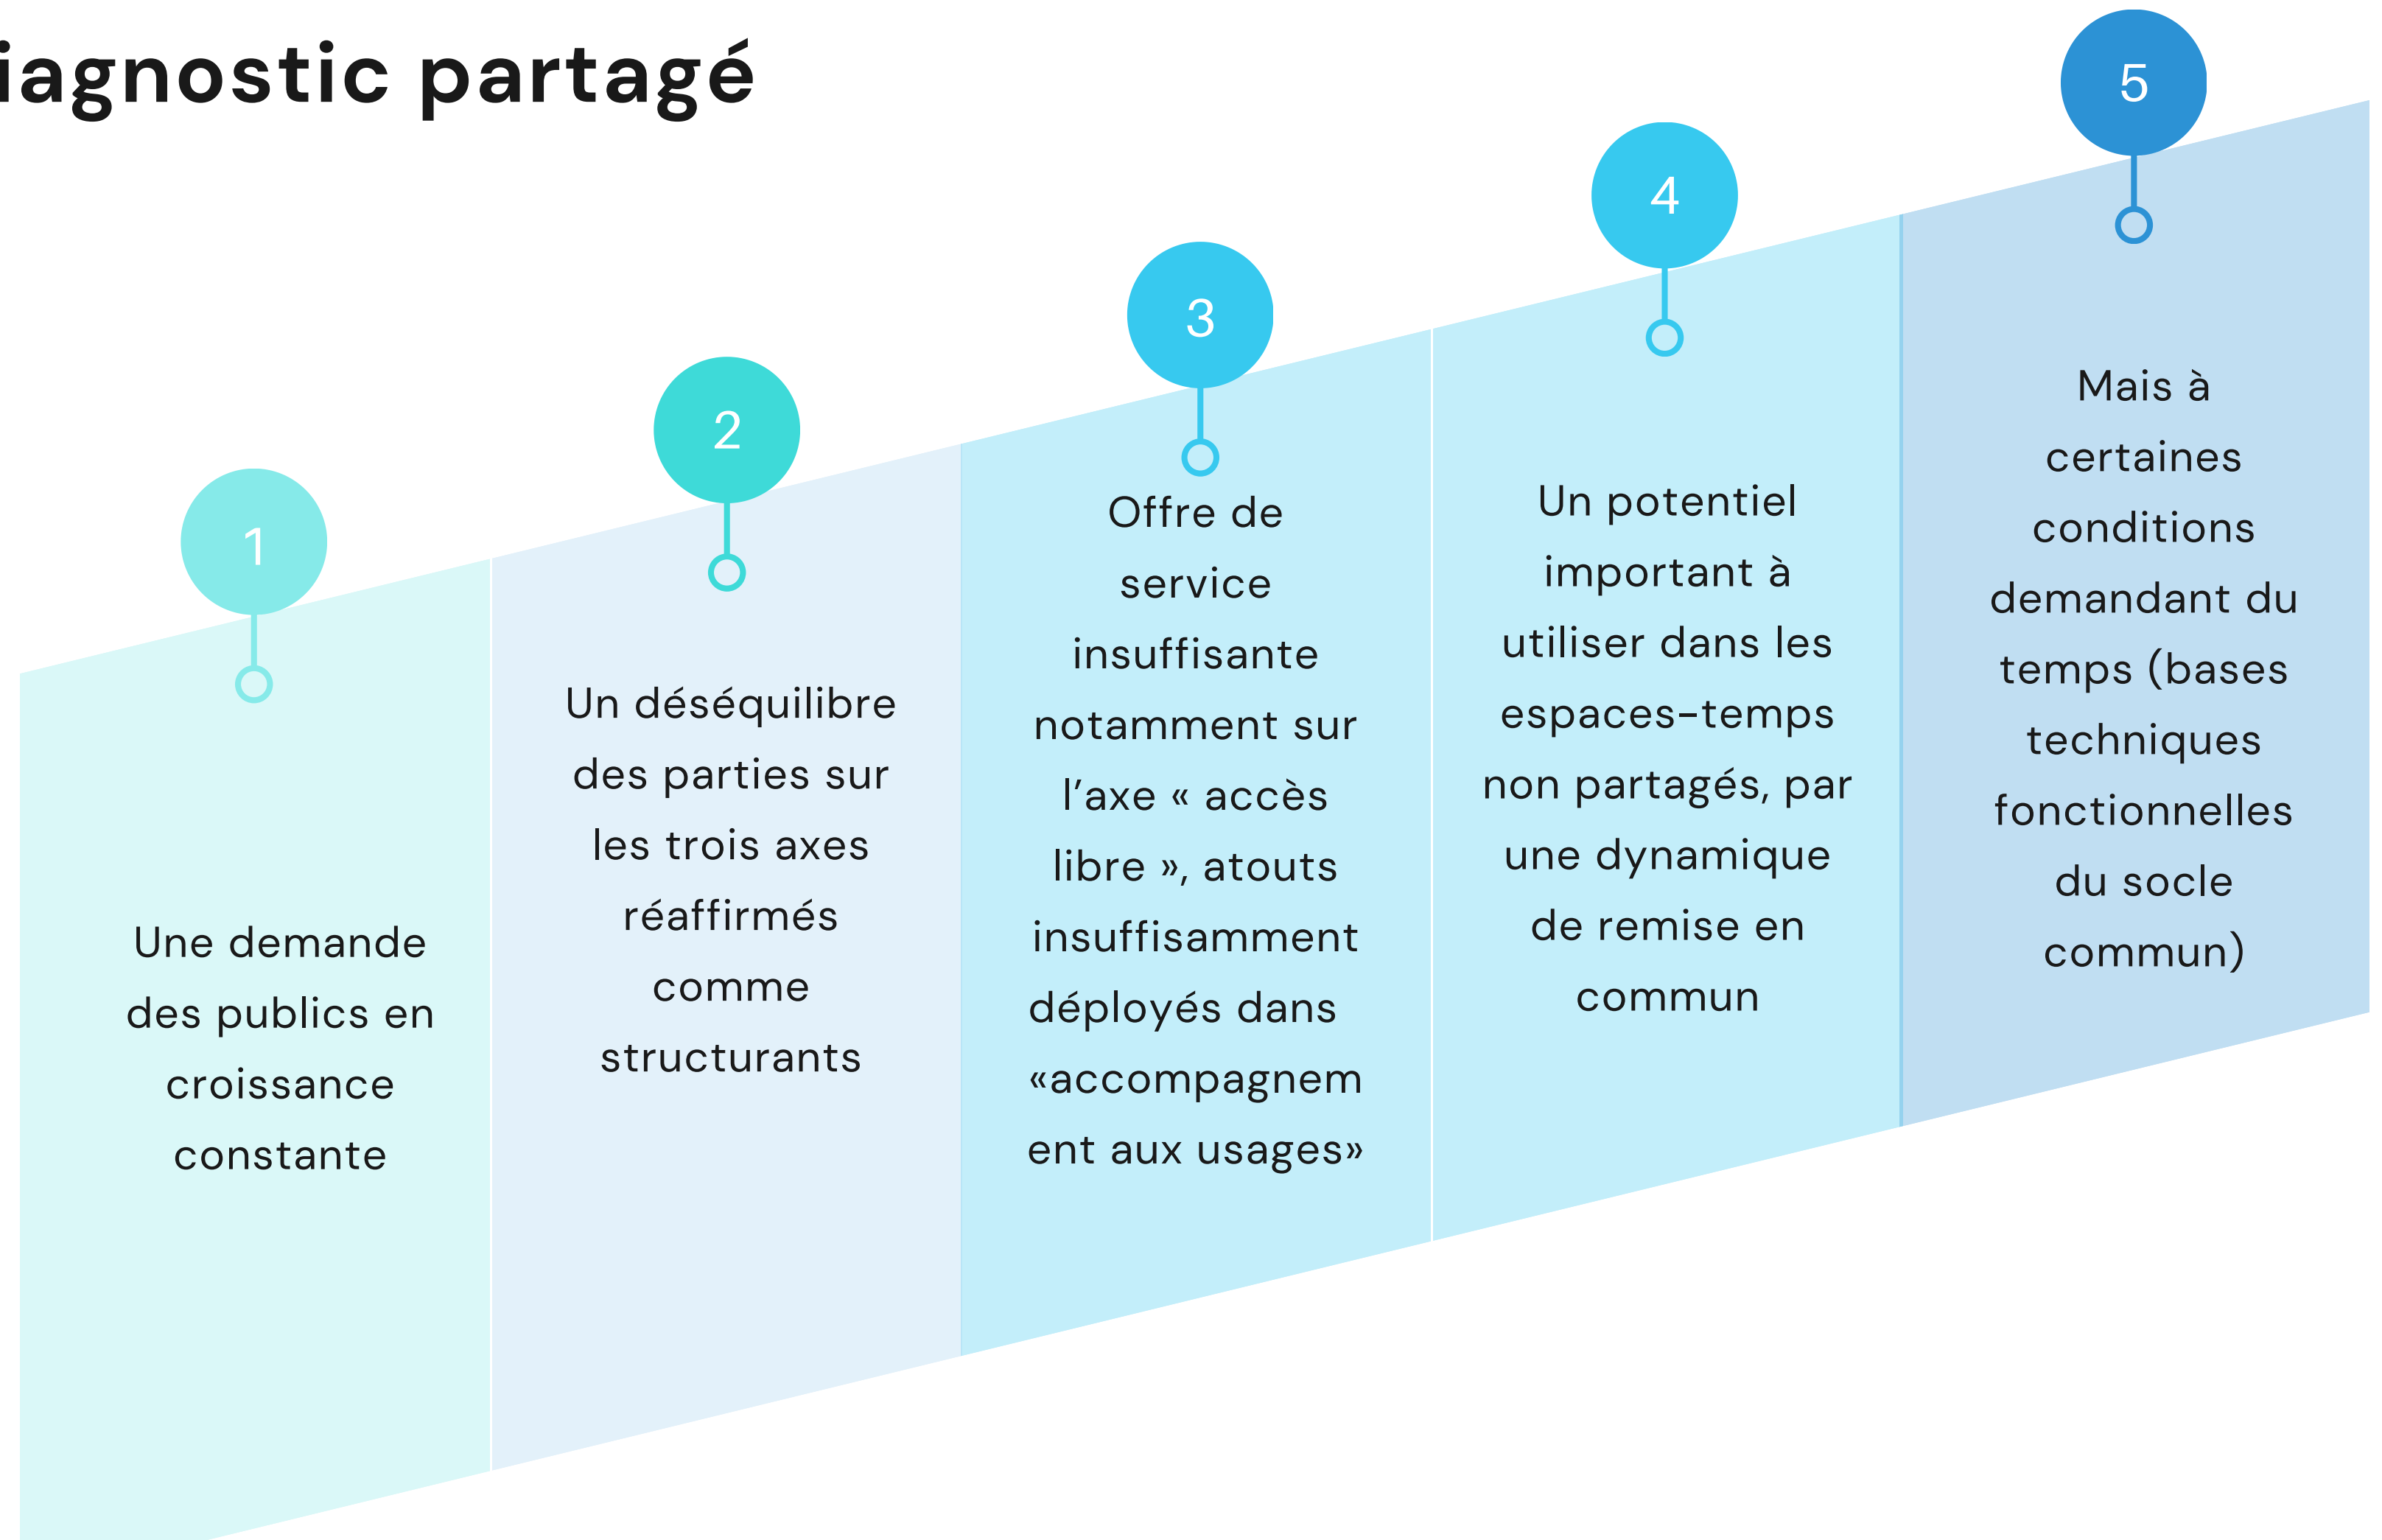 iagnostic partagé
1
Une demande
des publics en
croissance
constante
2
Un déséquilibre
des parties sur
les trois axes
réaffirmés
comme
structurants
3
Offre de
service
insuffisante
notamment sur
l’axe « accès
libre », atouts
insuffisamment
déployés dans
«accompagnem
ent aux usages»
4
Un potentiel
important à
utiliser dans les
espaces-temps
non partagés, par
une dynamique
de remise en
commun
5
Mais à
certaines
conditions
demandant du
temps (bases
techniques
fonctionnelles
du socle
commun)